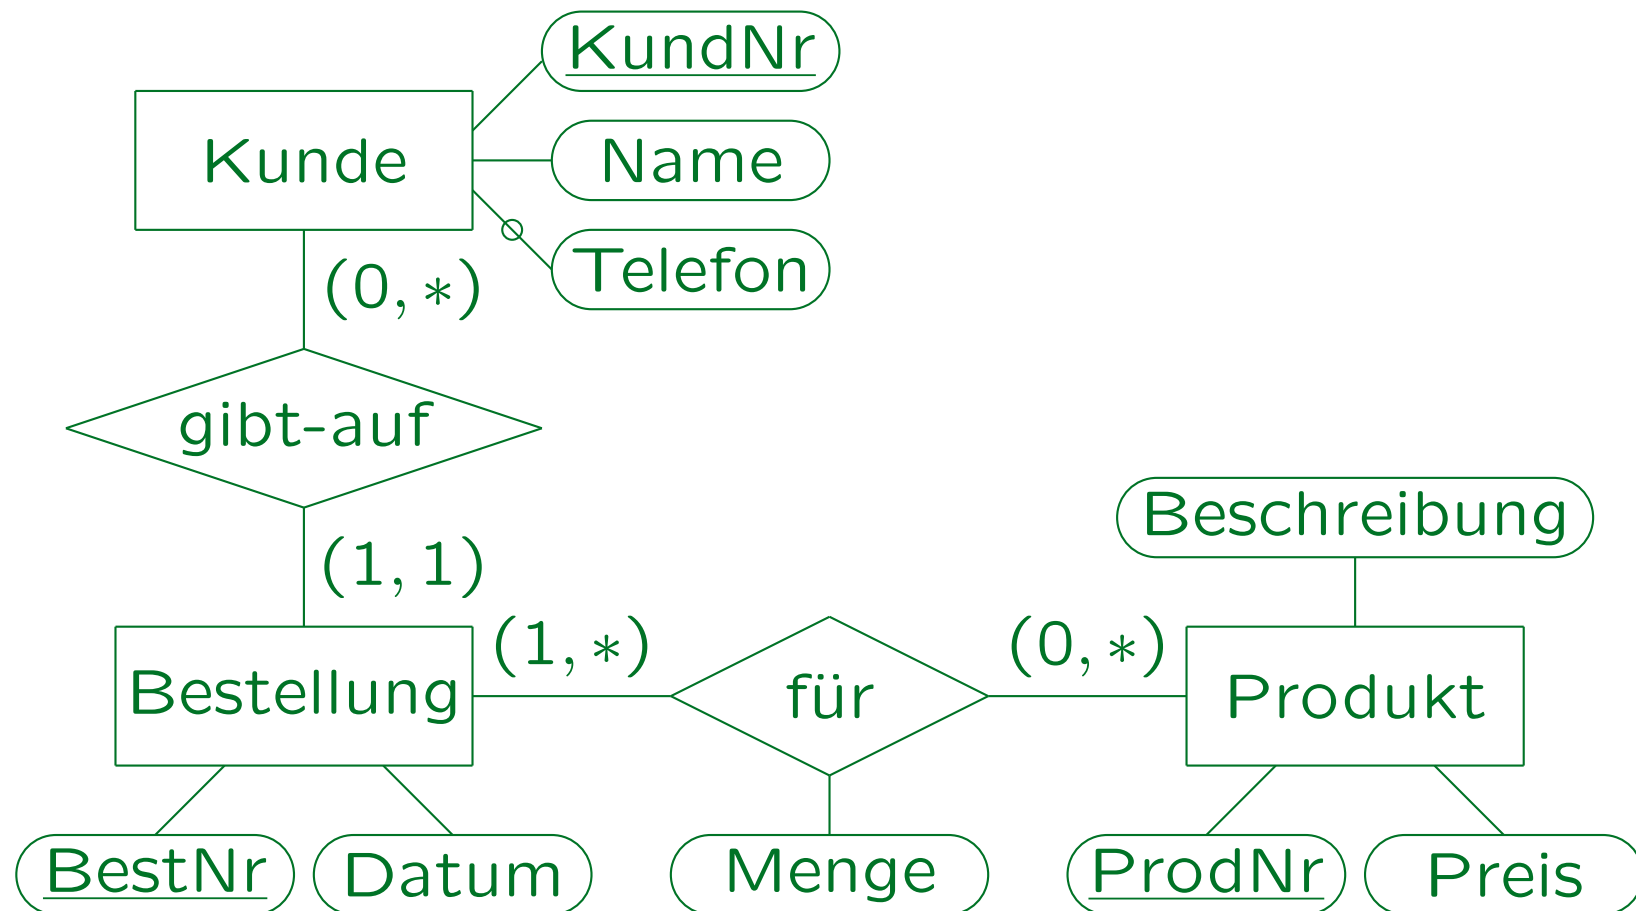 KundNr
Kunde
Name
Telefon
(0,∗)
gibt-auf
(1,1)
Beschreibung
(1,∗)
(0,∗)
Bestellung
für
Produkt
BestNr
Datum
Menge
ProdNr
Preis